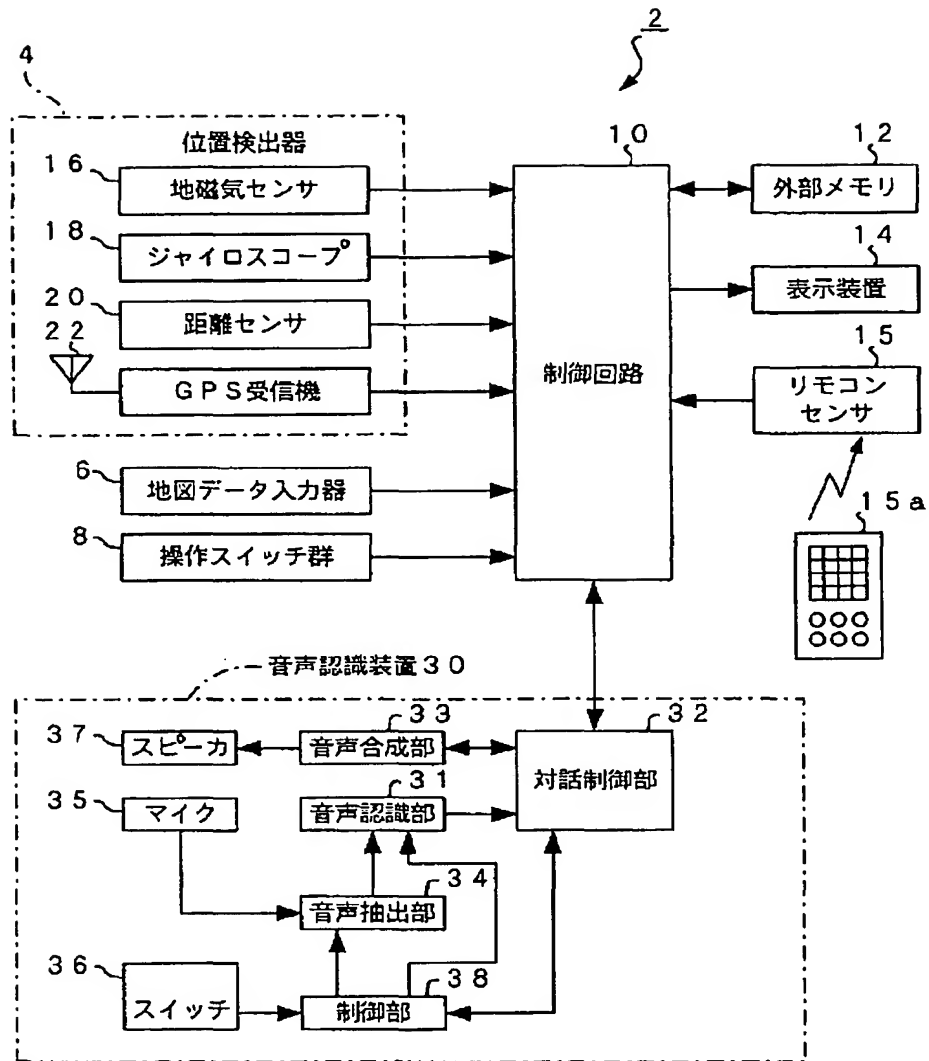 2
4
位置検出器
16
地磁気センサ
18
ジャイロスコープ
20
距離センサ
22
GPS受信機
6
地図データ入力器
8
操作スイッチ群
10
制御回路
12
外部メモリ
14
表示装置
15
リモコン
センサ
15a
音声認識装置30
37
スピーカ
33
音声合成部
32
対話制御部
35
マイク
31
音声認識部
34
音声抽出部
36
スイッチ
38
制御部